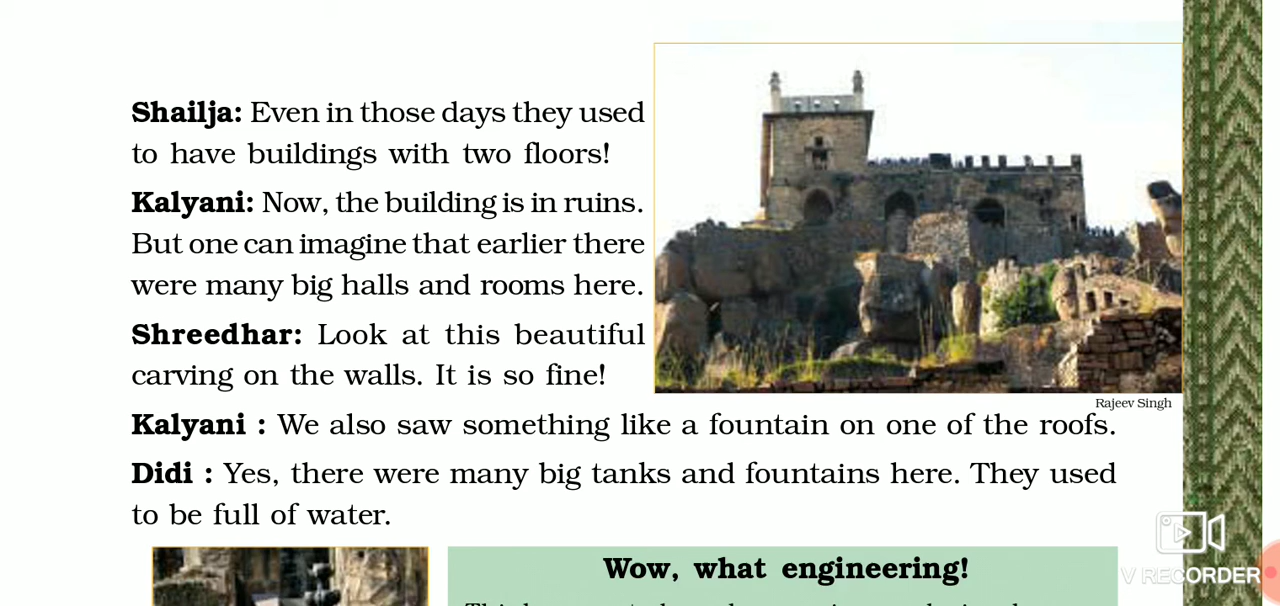 Shailja: Even in those days they used
to have buildings with two floors!
Kalyani: Now, the building is in ruins.
But one can imagine that earlier there
were many big halls and rooms here.
Shreedhar: Look at this beautiful
carving on the walls. It is so fine!
Rajeev Singh
Kalyani : We also saw something like a fountain on one of the roofs.
Didi : Yes, there were many big tanks and fountains here. They used
to be full of water.
Wow, what engineering!
V RECORDER